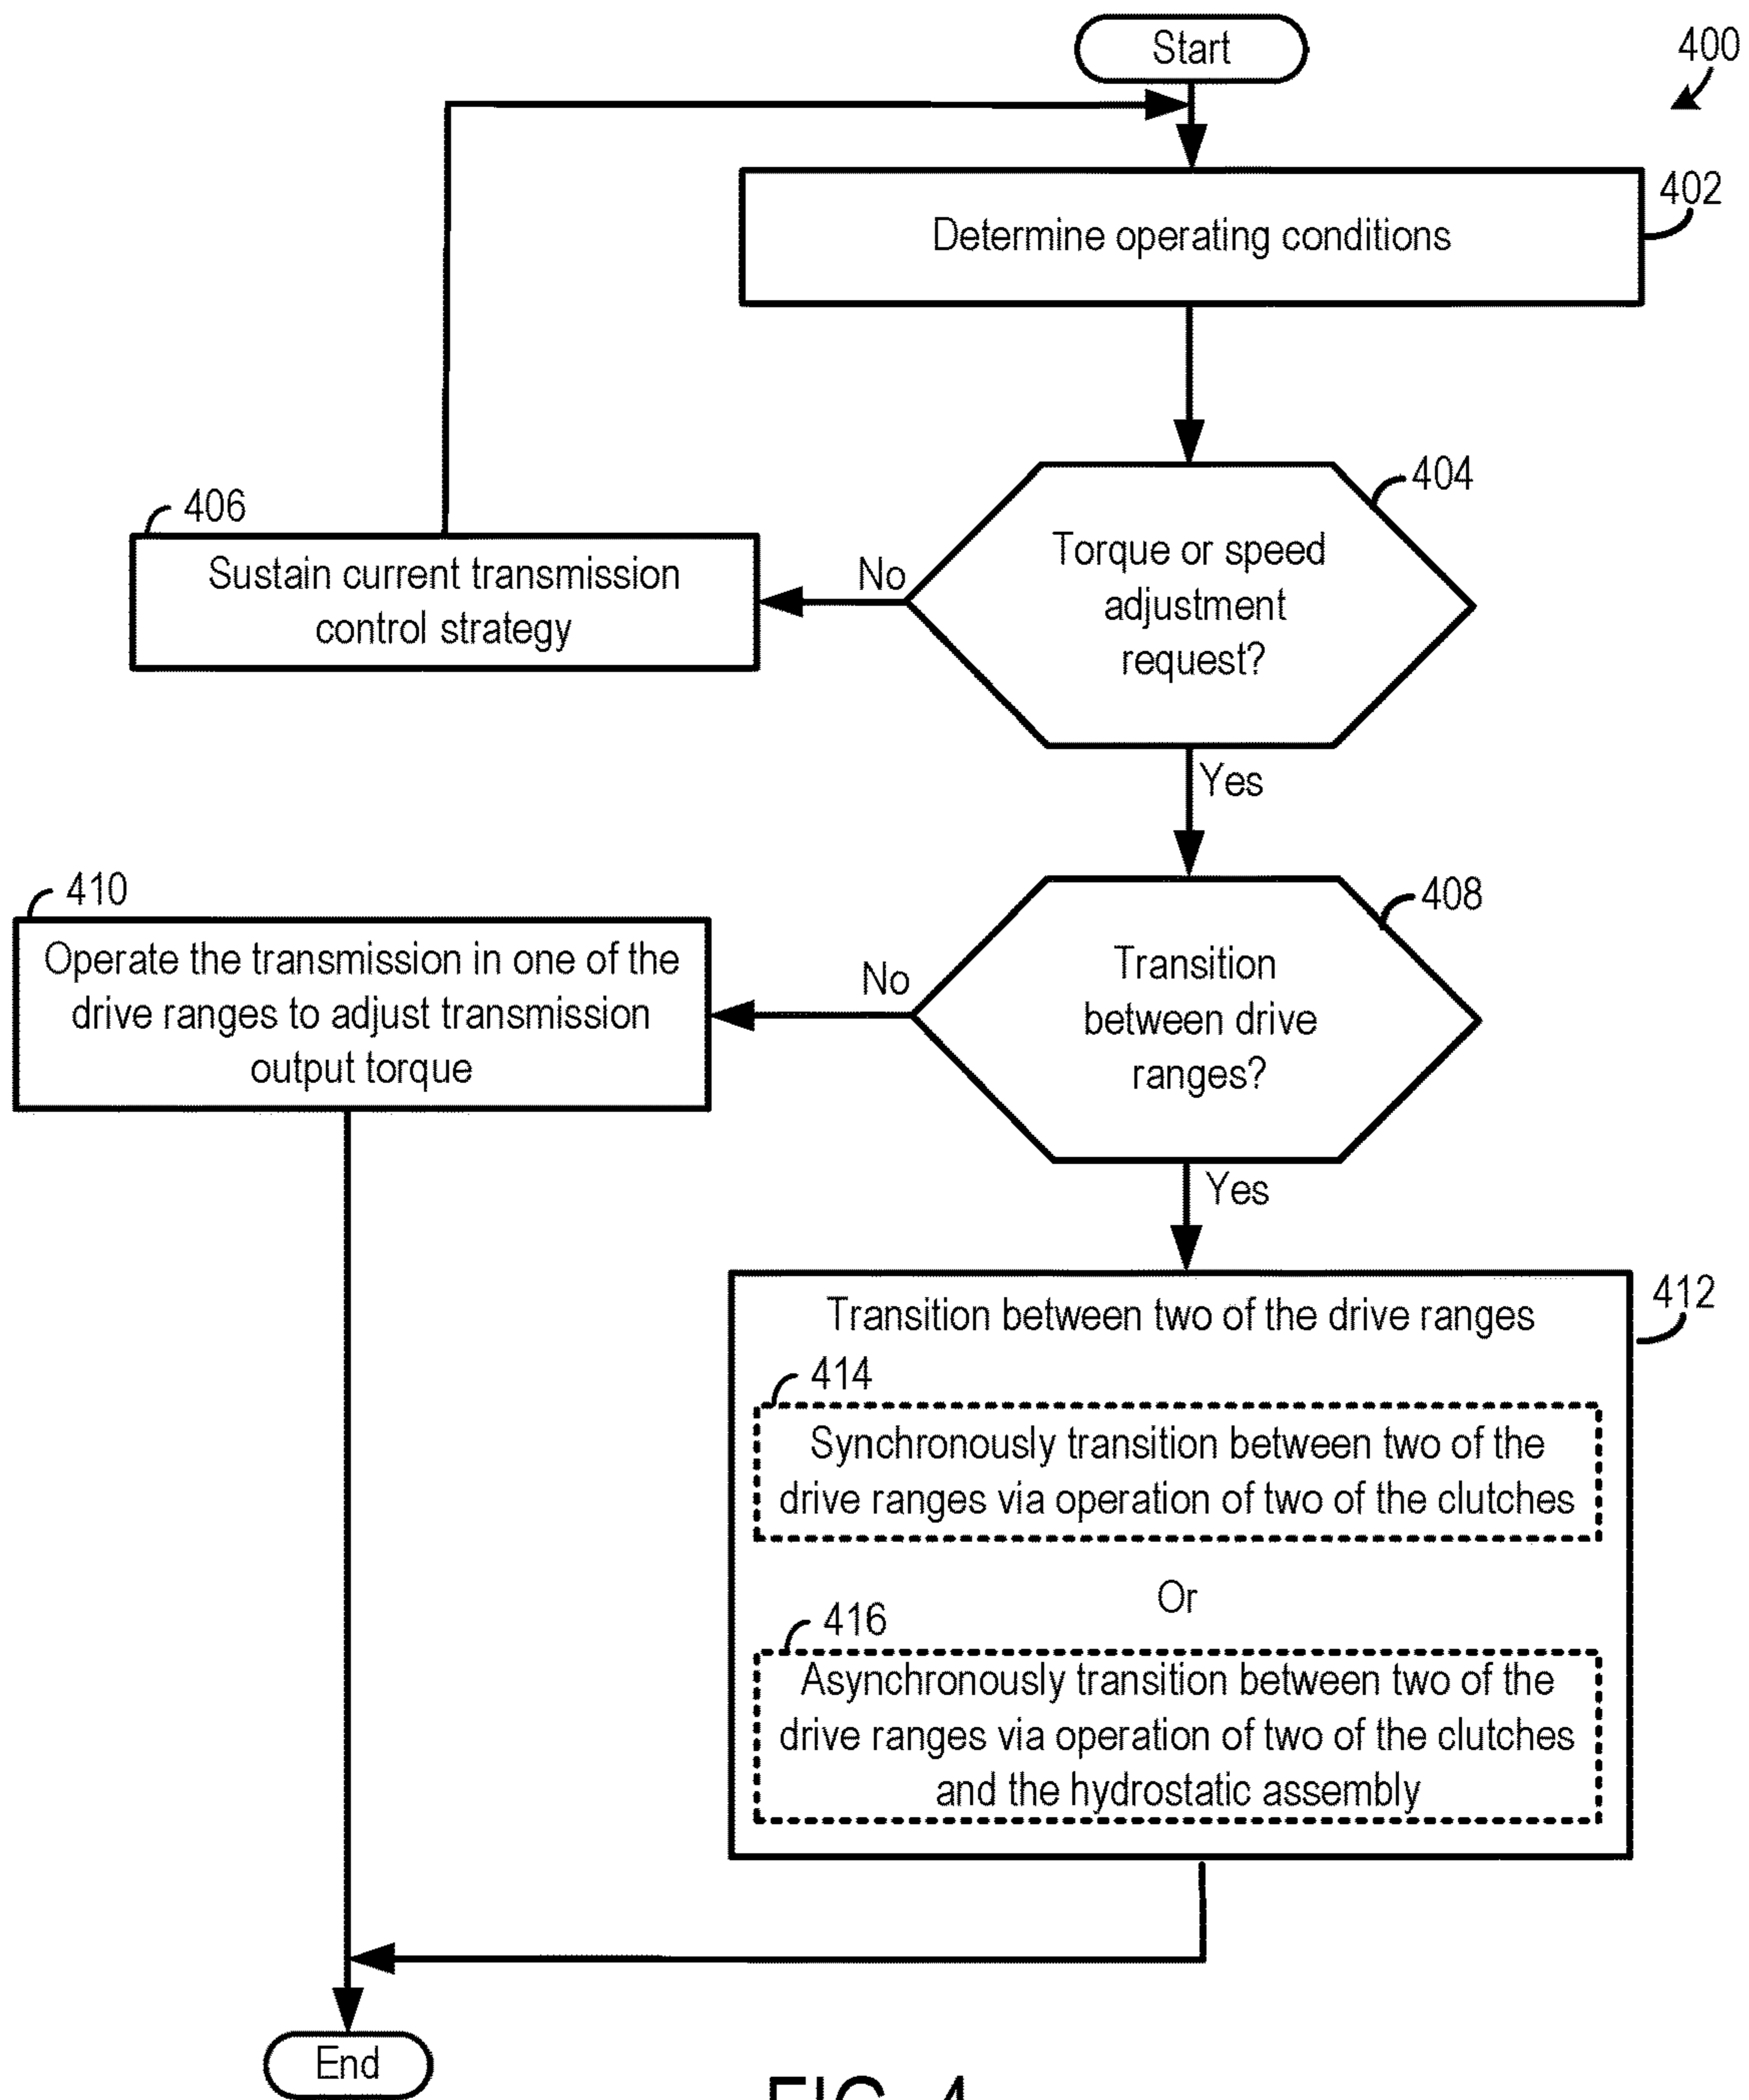 Start
400
Determine operating conditions
402
404
Torque or speed
adjustment
request?
No
406
Sustain current transmission
control strategy
Yes
408
Transition
between drive
ranges?
No
410
Operate the transmission in one of the
drive ranges to adjust transmission
output torque
Yes
412
Transition between two of the drive ranges
414
Synchronously transition between two of the
drive ranges via operation of two of the clutches
Or
416
Asynchronously transition between two of the
drive ranges via operation of two of the clutches
and the hydrostatic assembly
End
FIG. 4